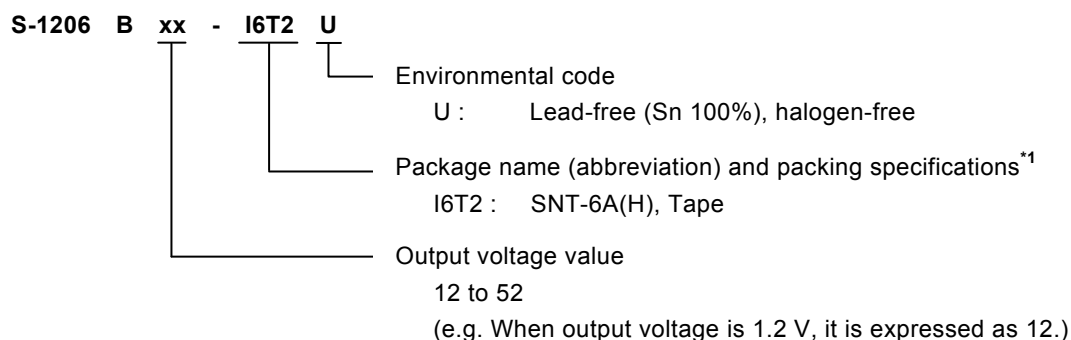 S-1206 B xx - I6T2 U
Environmental code
U : Lead-free (Sn 100%), halogen-free
Package name (abbreviation) and packing specifications*1
I6T2 : SNT-6A(H), Tape
Output voltage value
12 to 52
(e.g. When output voltage is 1.2 V, it is expressed as 12.)